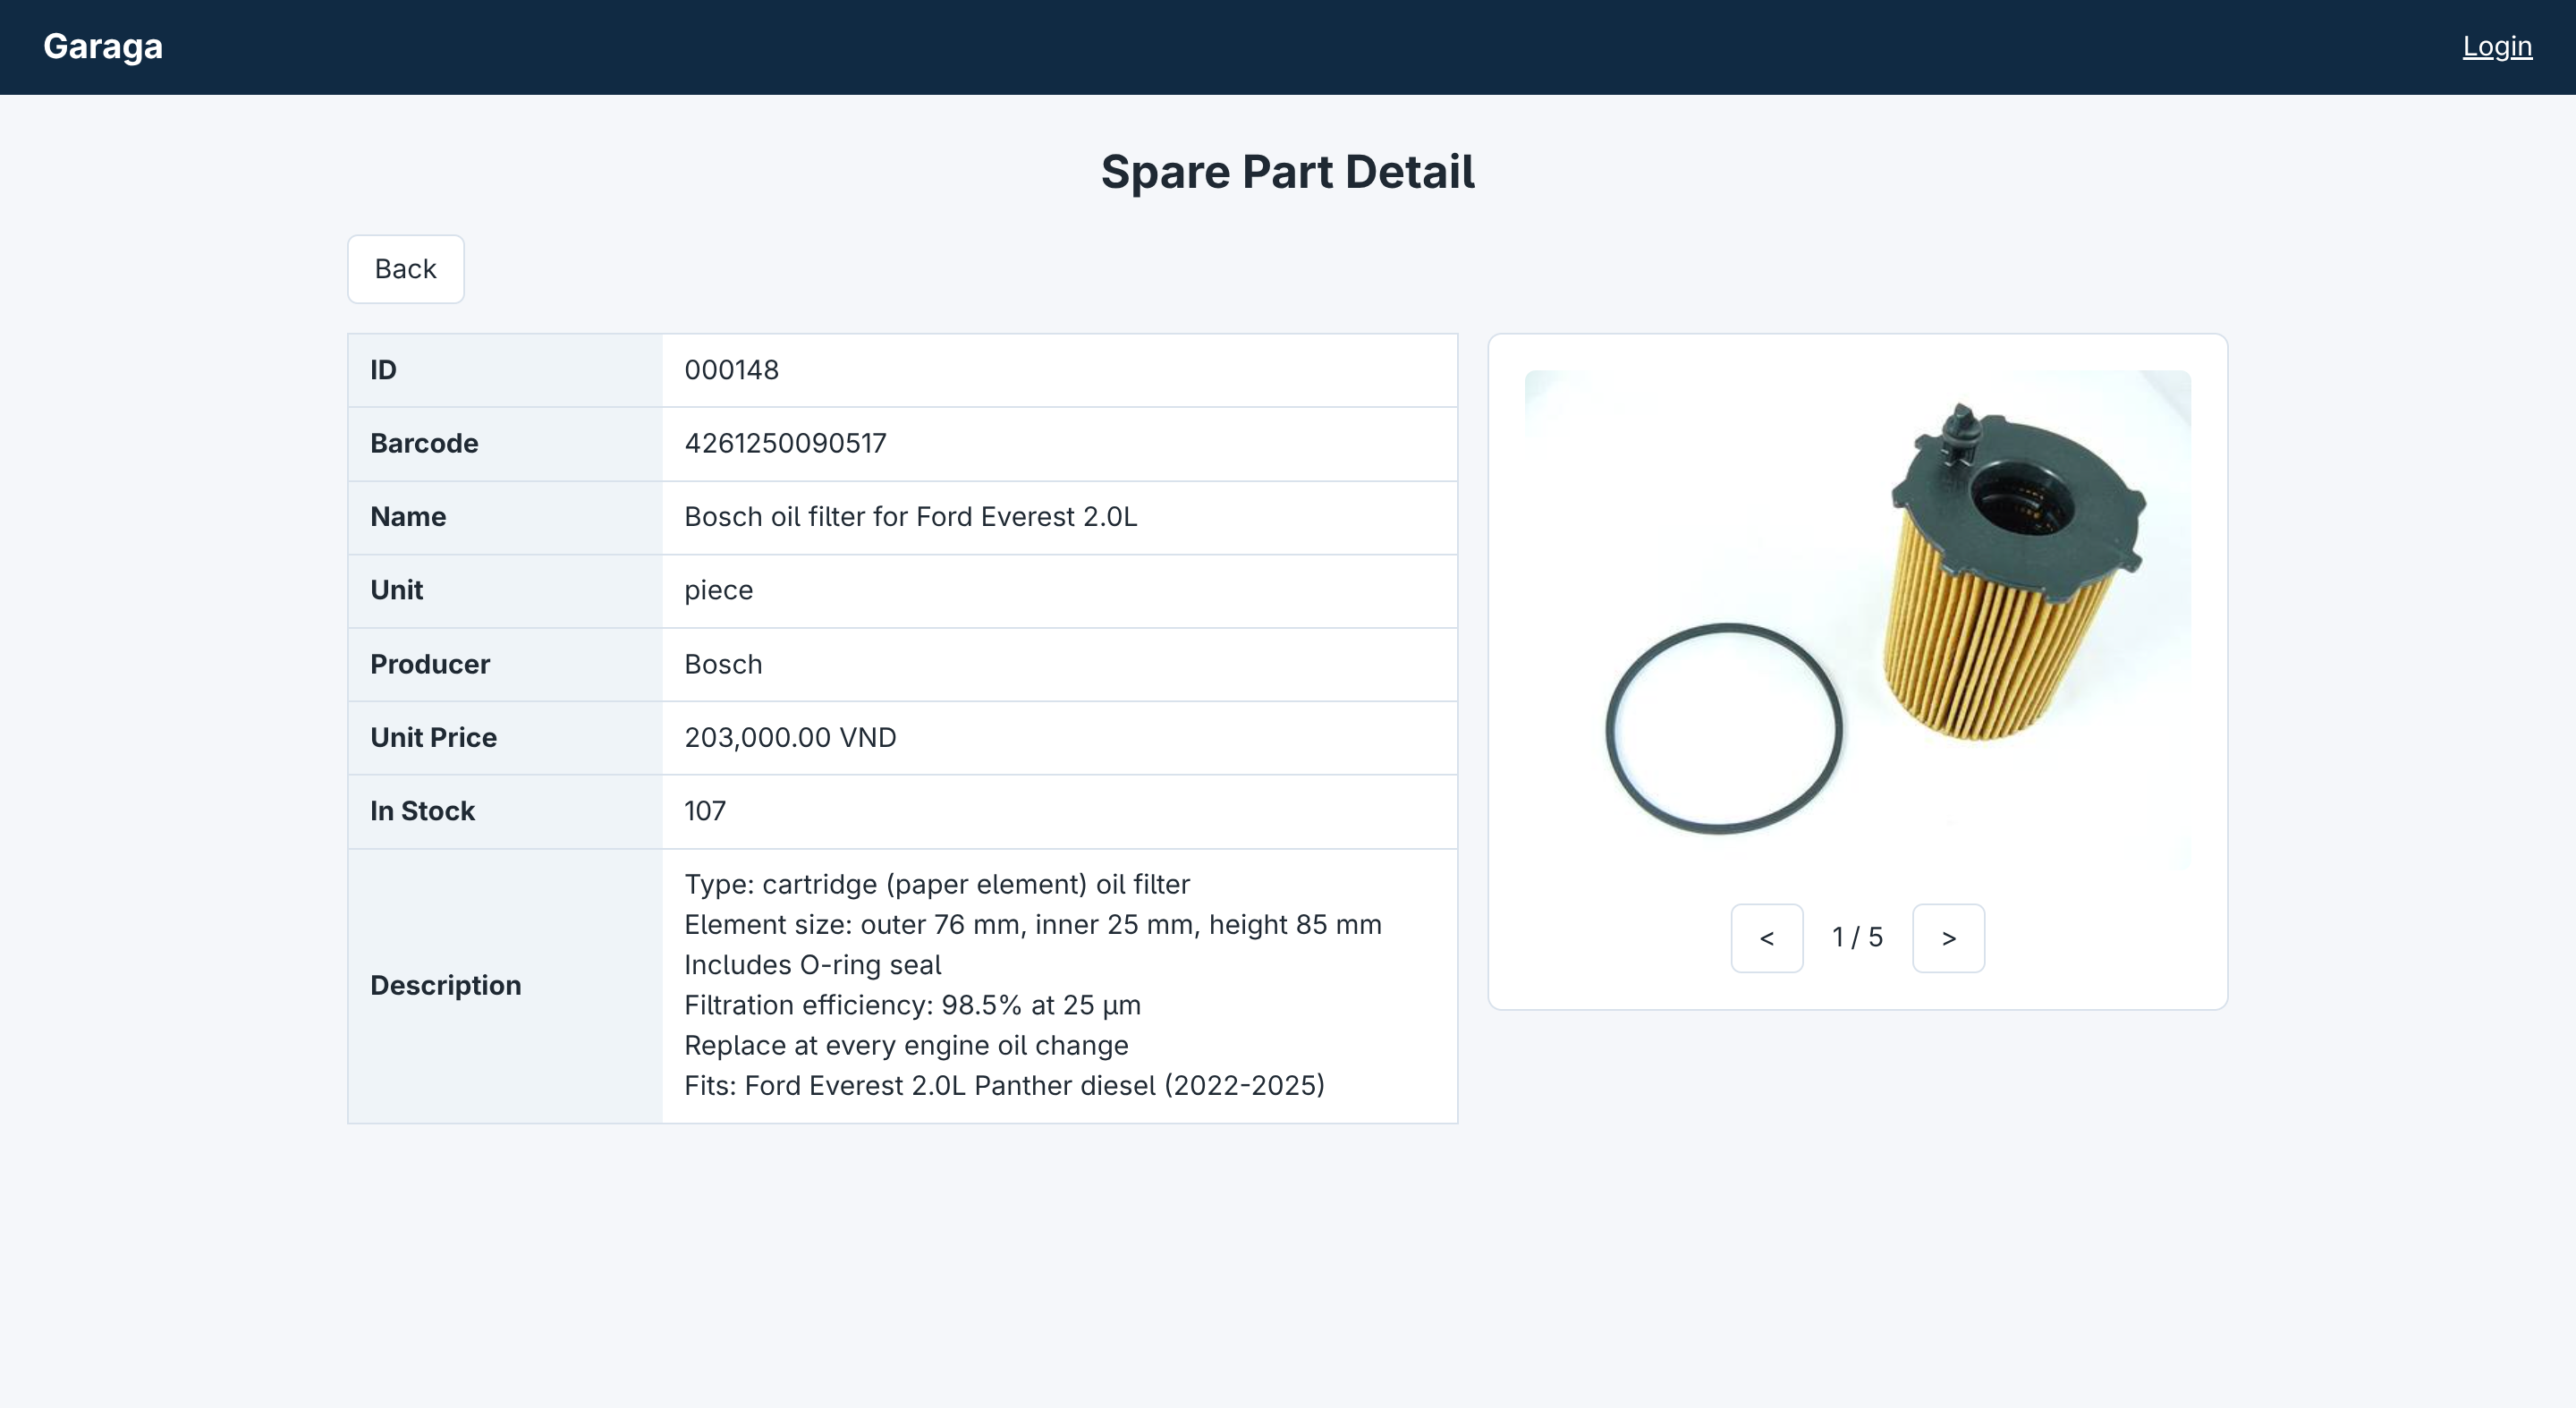 Garaga
Login
Spare Part Detail
Back
ID 000148
Barcode 4261250090517
Name Bosch oil filter for Ford Everest 2.0L
Unit piece
Producer Bosch
Unit Price 203,000.00 VND
In Stock 107
Description
Type: cartridge (paper element) oil filter
Element size: outer 76 mm, inner 25 mm, height 85 mm
Includes O-ring seal
Filtration efficiency: 98.5% at 25 µm
Replace at every engine oil change
Fits: Ford Everest 2.0L Panther diesel (2022-2025)
< 1 / 5 >